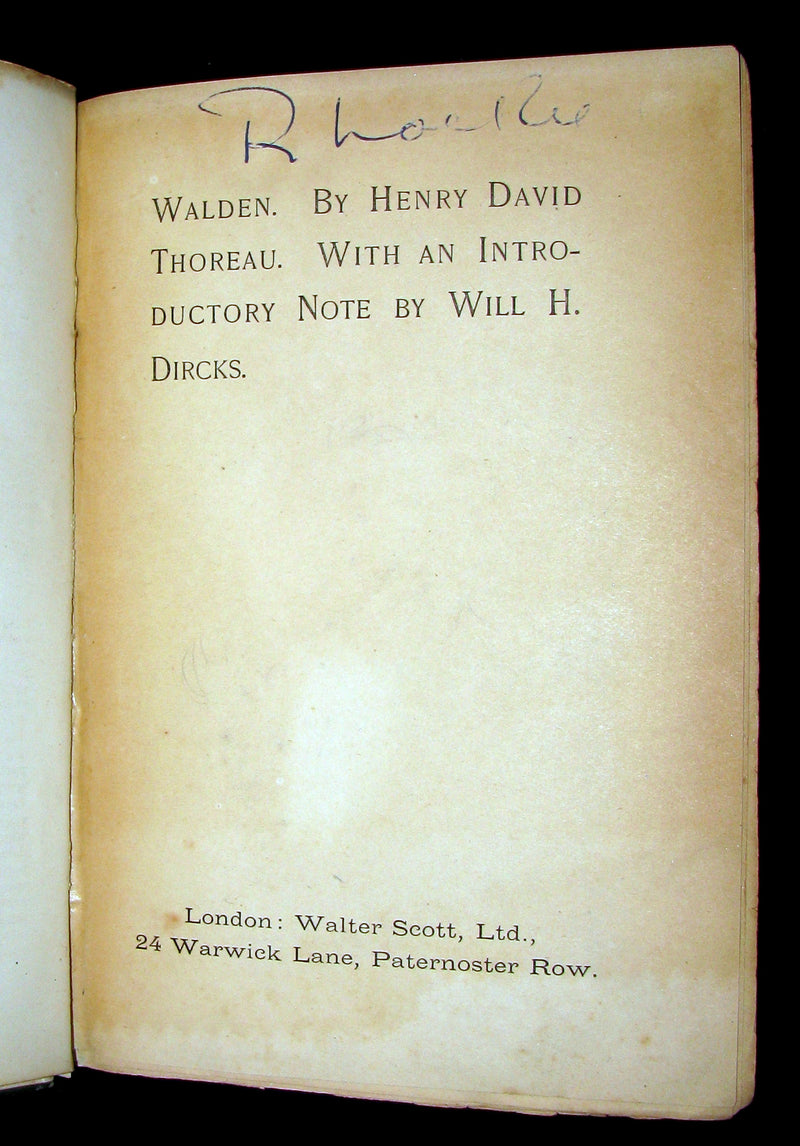 WALDEN. BY HENRY DAVID
THOREAU. WITH AN INTRO-
DUCTORY NOTE BY WILL H.
DIRCKS.
London: Walter Scott, Ltd.,
24 Warwick Lane, Paternoster Row.